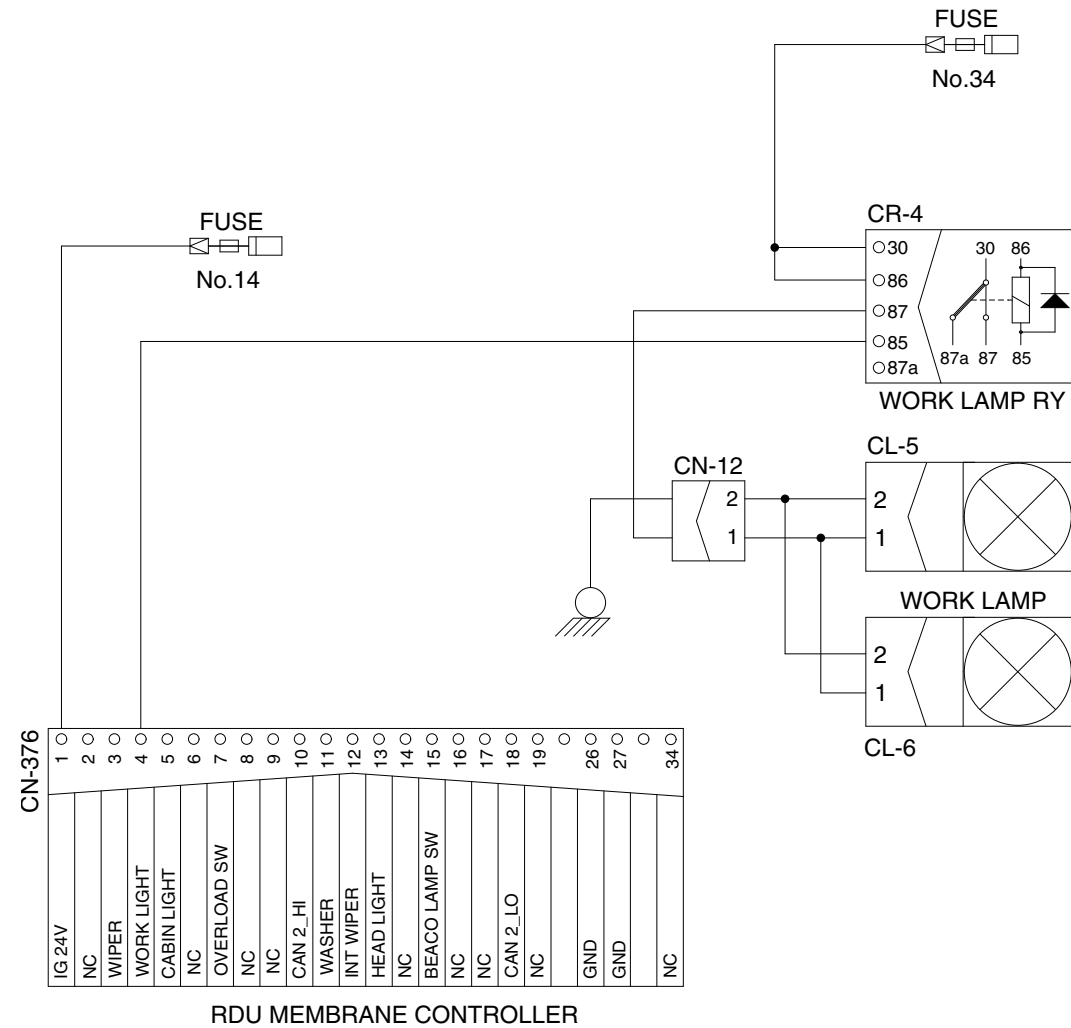 FUSE
No.34
FUSE
No.14
CR-4
30
86
87
85
87a
30 86
87a 87 85
WORK LAMP RY
CL-5
2
1
CN-12
2
1
WORK LAMP
2
1
CL-6
CN-376
1 2 3 4 5 6 7 8 9 10 11 12 13 14 15 16 17 18 19 26 27 34
IG 24V
NC
WIPER
WORK LIGHT
CABIN LIGHT
NC
OVERLOAD SW
NC
NC
CAN 2_HI
WASHER
INT WIPER
HEAD LIGHT
NC
BEACO LAMP SW
NC
NC
CAN 2_LO
NC
GND
GND
NC
RDU MEMBRANE CONTROLLER